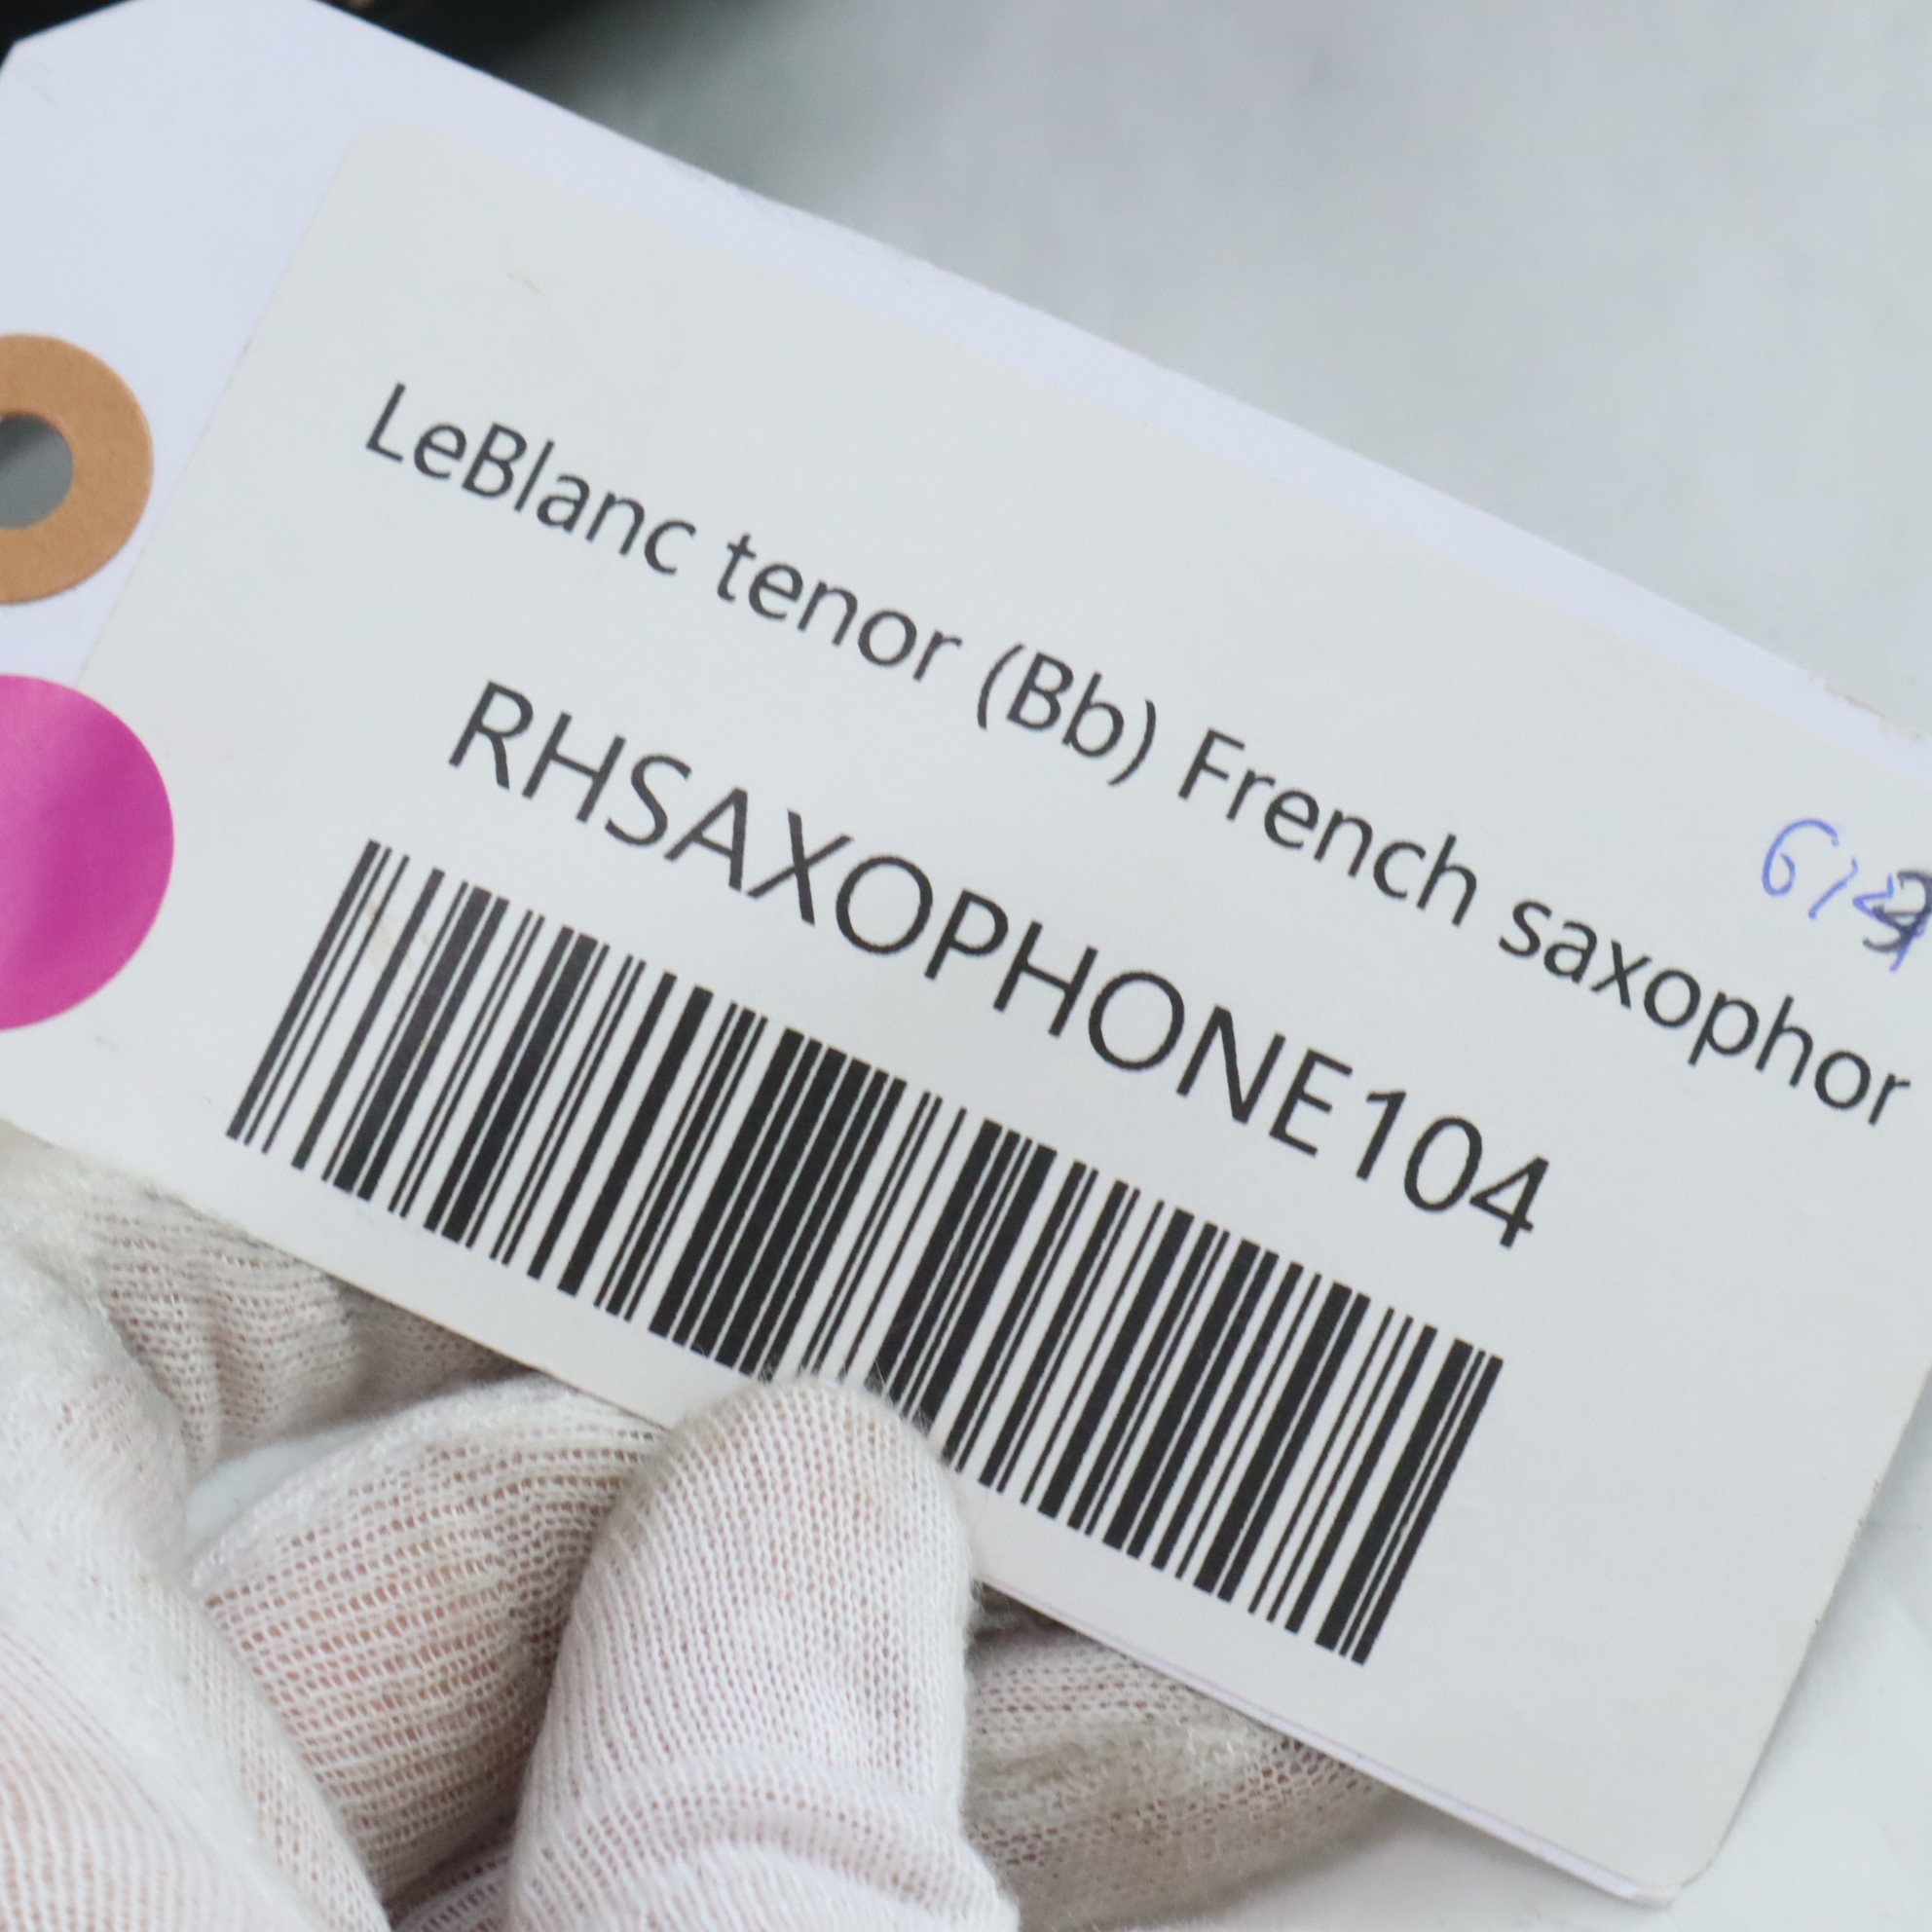 LeBlanc tenor (Bb) French saxophor
RHSAXOPHONE104